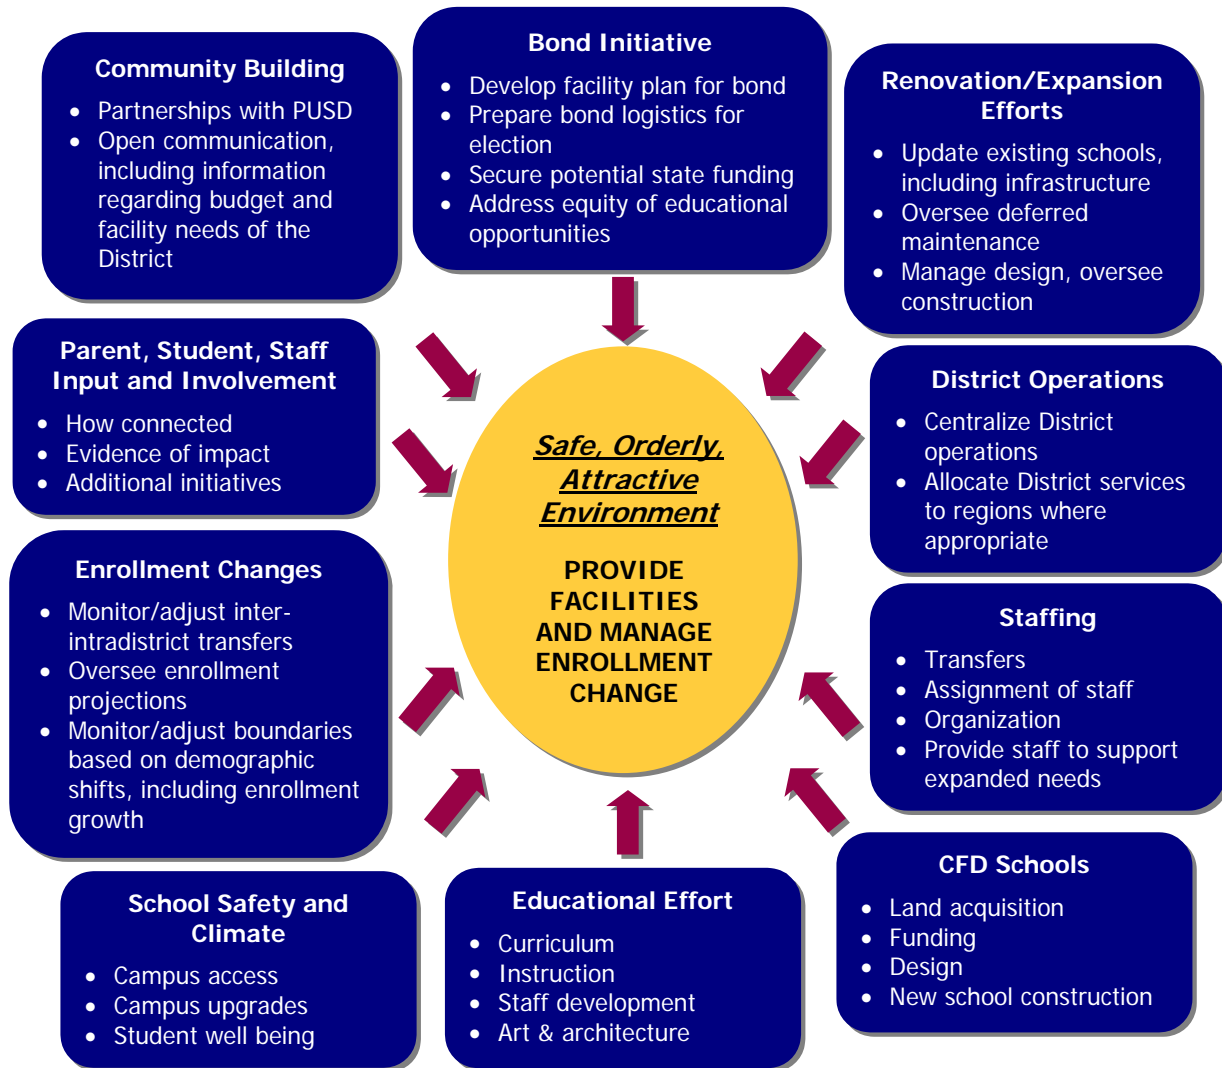 Community Building
• Partnerships with PUSD
• Open communication,
including information
regarding budget and
facility needs of the
District
Bond Initiative
• Develop facility plan for bond
• Prepare bond logistics for
election
• Secure potential state funding
• Address equity of educational
opportunities
Renovation/Expansion
Efforts
• Update existing schools,
including infrastructure
• Oversee deferred
maintenance
• Manage design, oversee
construction
Parent, Student, Staff
Input and Involvement
• How connected
• Evidence of impact
• Additional initiatives
Safe, Orderly,
Attractive
Environment
PROVIDE
FACILITIES
AND MANAGE
ENROLLMENT
CHANGE
District Operations
• Centralize District
operations
• Allocate District services
to regions where
appropriate
Enrollment Changes
• Monitor/adjust inter-
intradistrict transfers
• Oversee enrollment
projections
• Monitor/adjust boundaries
based on demographic
shifts, including enrollment
growth
Staffing
• Transfers
• Assignment of staff
• Organization
• Provide staff to support
expanded needs
School Safety and
Climate
• Campus access
• Campus upgrades
• Student well being
Educational Effort
• Curriculum
• Instruction
• Staff development
• Art & architecture
CFD Schools
• Land acquisition
• Funding
• Design
• New school construction